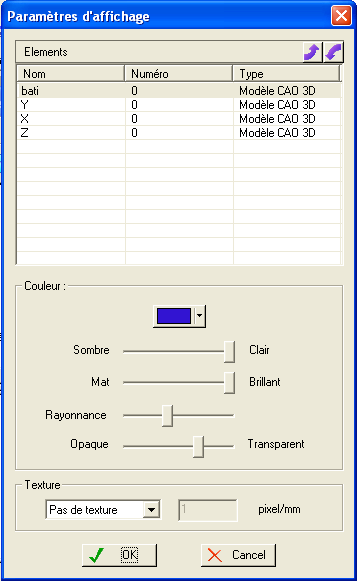 Paramètres d'affichage
Elements
Nom Numéro Type
bati 0 Modèle CAO 3D
Y 0 Modèle CAO 3D
X 0 Modèle CAO 3D
Z 0 Modèle CAO 3D
Couleur :
Sombre Clair
Mat Brillant
Rayonnance
Opaque Transparent
Texture
Pas de texture 1 pixel/mm
OK Cancel